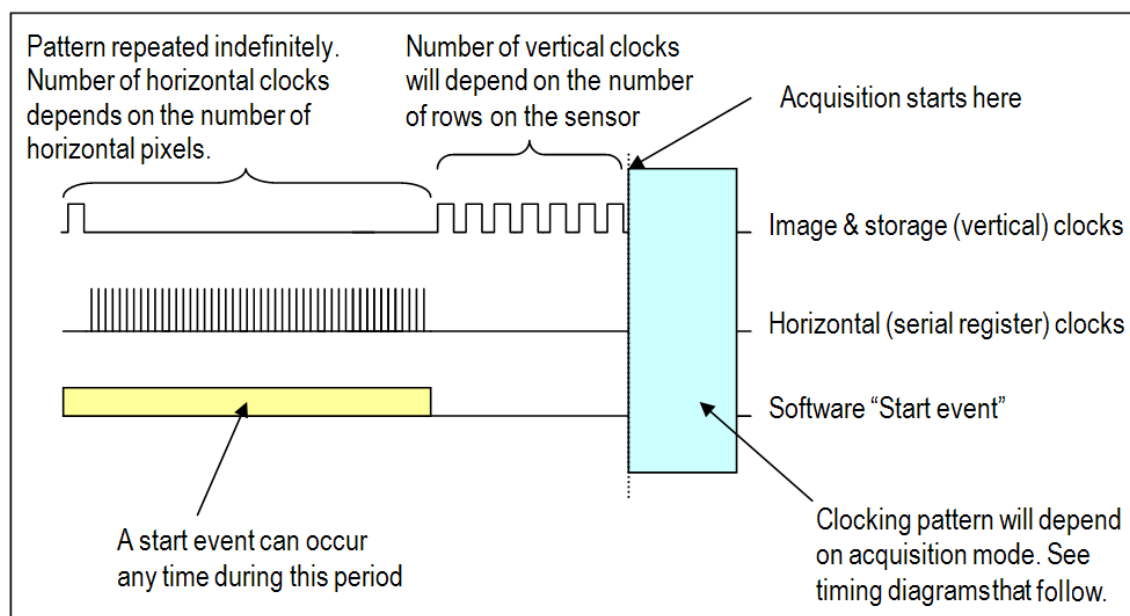 Pattern repeated indefinitely.
Number of horizontal clocks
depends on the number of
horizontal pixels.
Number of vertical clocks
will depend on the number
of rows on the sensor
Acquisition starts here
Image & storage (vertical) clocks
Horizontal (serial register) clocks
Software “Start event”
A start event can occur
any time during this period
Clocking pattern will depend
on acquisition mode. See
timing diagrams that follow.